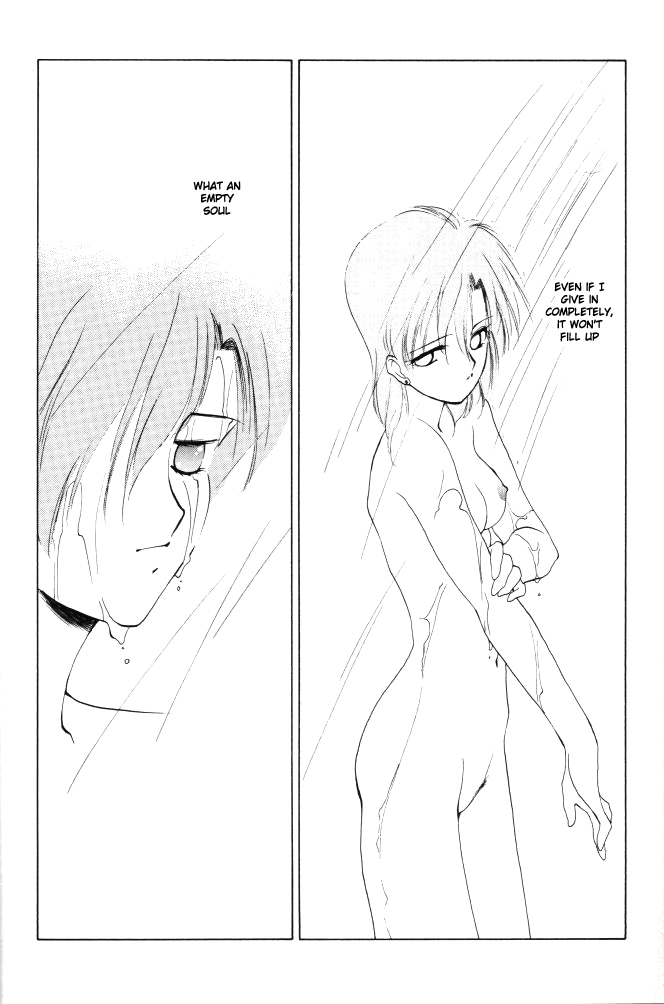 EVEN IF I
GIVE IN
COMPLETELY,
IT WON'T
FILL UP
WHAT AN
EMPTY
SOUL